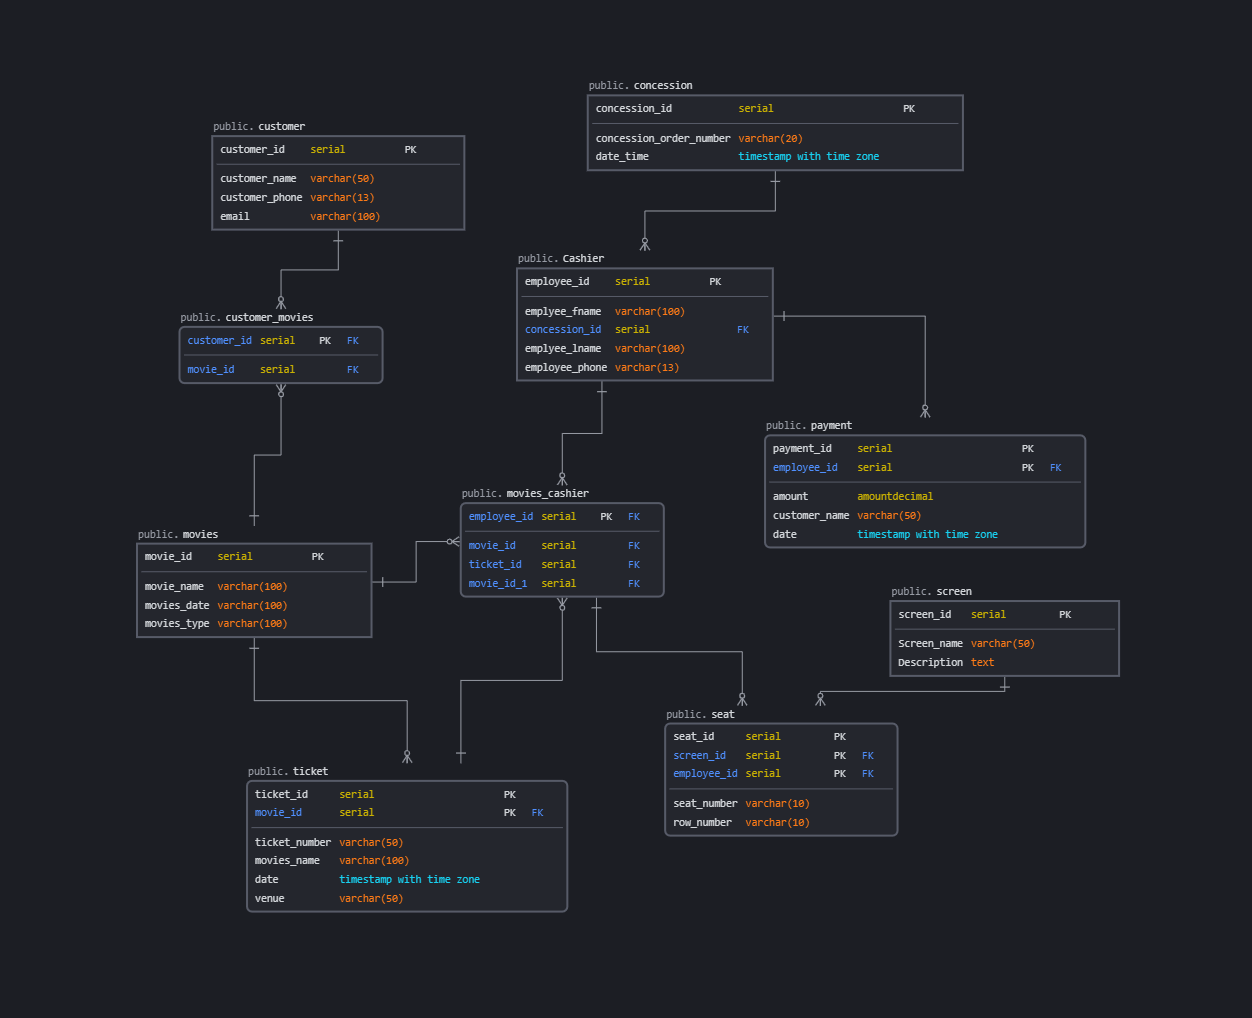 public. concession
concession_id serial PK
concession_order_number varchar(20)
date_time timestamp with time zone
public. customer
customer_id serial PK
customer_name varchar(50)
customer_phone varchar(13)
email varchar(100)
public. Cashier
employee_id serial PK
emplyee_fname varchar(100)
concession_id serial FK
emplyee_lname varchar(100)
employee_phone varchar(13)
public. customer_movies
customer_id serial PK FK
movie_id serial FK
public. payment
payment_id serial PK
employee_id serial PK FK
amount amountdecimal
customer_name varchar(50)
date timestamp with time zone
public. movies_cashier
employee_id serial PK FK
movie_id serial FK
ticket_id serial FK
movie_id_1 serial FK
public. movies
movie_id serial PK
movie_name varchar(100)
movies_date varchar(100)
movies_type varchar(100)
public. screen
screen_id serial PK
Screen_name varchar(50)
Description text
public. seat
seat_id serial PK
screen_id serial PK FK
employee_id serial PK FK
seat_number varchar(10)
row_number varchar(10)
public. ticket
ticket_id serial PK
movie_id serial PK FK
ticket_number varchar(50)
movies_name varchar(100)
date timestamp with time zone
venue varchar(50)